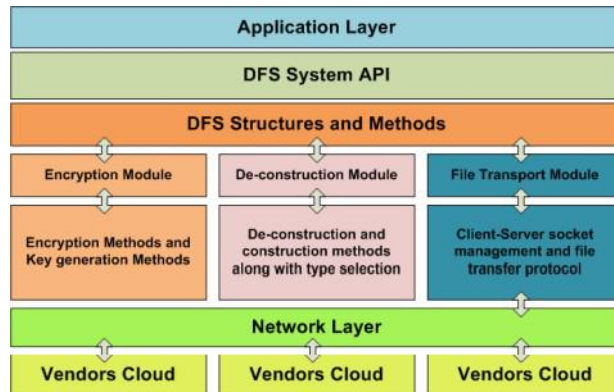 Application Layer
DFS System API
DFS Structures and Methods
Encryption Module
De-construction Module
File Transport Module
Encryption Methods and
Key generation Methods
De-construction and
construction methods
along with type selection
Client-Server socket
management and file
transfer protocol
Network Layer
Vendors Cloud
Vendors Cloud
Vendors Cloud